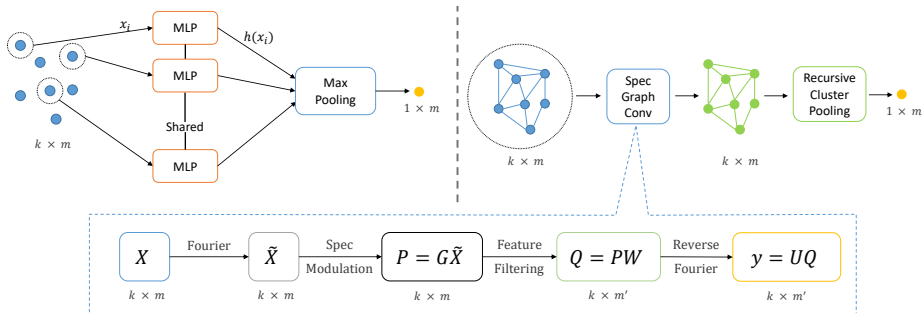 x_i
MLP
h(x_i)
MLP
Max
Pooling
1 × m
Shared
k × m
MLP
Spec
Graph
Conv
Recursive
Cluster
Pooling
1 × m
k × m
k × m
X
Fourier
X̃
Spec
Modulation
P = GX̃
Feature
Filtering
Q = PW
Reverse
Fourier
y = UQ
k × m
k × m
k × m
k × m′
k × m′